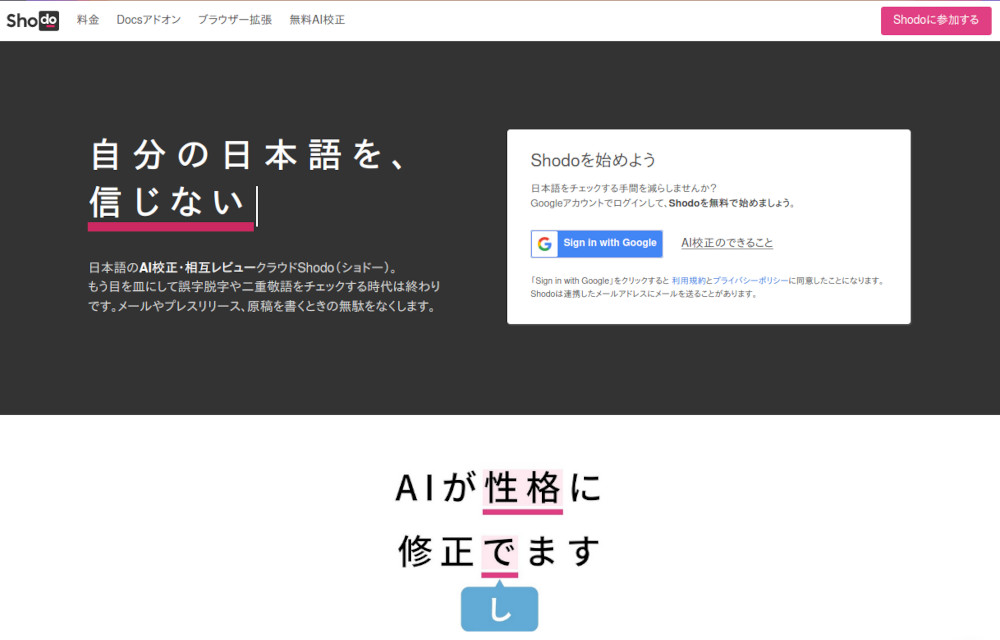 Shodo 料金 Docsアドオン ブラウザー拡張 無料AI校正 Shodoに参加する
自分の日本語を、
信じない
日本語のAI校正・相互レビュークラウドShodo（ショドー）。
もう目を皿にして誤字脱字や二重敬語をチェックする時代は終わり
です。メールやプレスリリース、原稿を書くときの無駄をなくします。
Shodoを始めよう
日本語をチェックする手間を減らしませんか？
Googleアカウントでログインして、Shodoを無料で始めましょう。
Sign in with Google AI校正のできること
「Sign in with Google」をクリックすると 利用規約とプライバシーポリシーに同意したことになります。
Shodoは連携したメールアドレスにメールを送ることがあります。
AIが性格に
修正でます
し